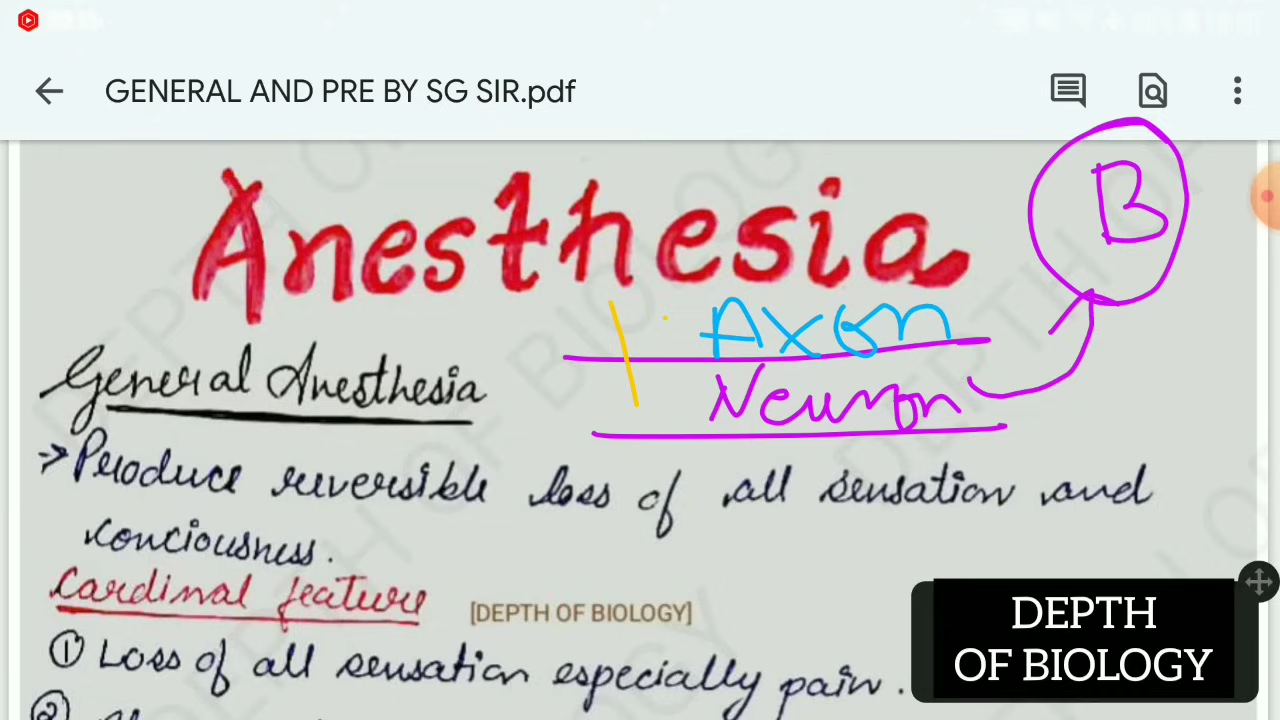 GENERAL AND PRE BY SG SIR.pdf
Anesthesia
B
Axon
Neuron
General Anesthesia
→ Produce reversible loss of all sensation and
conciousness.
Cardinal feature
[DEPTH OF BIOLOGY]
① Loss of all sensation especially pain.
②
DEPTH
OF BIOLOGY